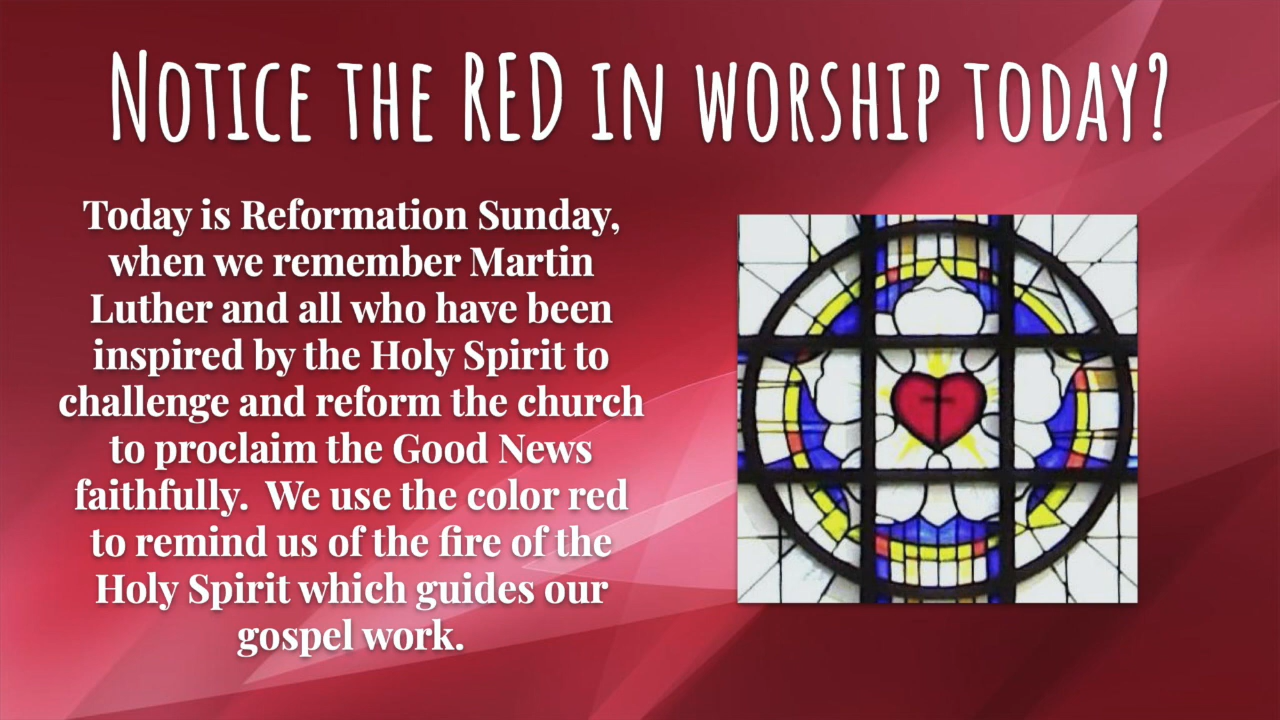 Notice the RED in worship today?
Today is Reformation Sunday,
when we remember Martin
Luther and all who have been
inspired by the Holy Spirit to
challenge and reform the church
to proclaim the Good News
faithfully.  We use the color red
to remind us of the fire of the
Holy Spirit which guides our
gospel work.